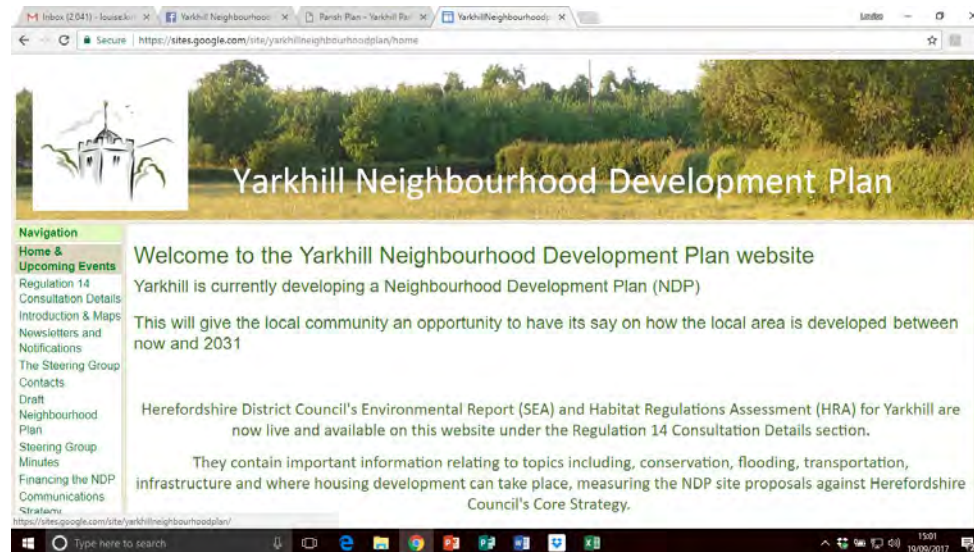 Inbox (2,041) - louise.kir
Yarkhill Neighbourhood
Parish Plan - Yarkhill Par
YarkhillNeighbourhoodp
Secure https://sites.google.com/site/yarkhillneighbourhoodplan/home
Yarkhill Neighbourhood Development Plan
Navigation
Home &
Upcoming Events
Regulation 14
Consultation Details
Introduction & Maps
Newsletters and
Notifications
The Steering Group
Contacts
Draft
Neighbourhood
Plan
Steering Group
Minutes
Financing the NDP
Communications
Strategy
Welcome to the Yarkhill Neighbourhood Development Plan website
Yarkhill is currently developing a Neighbourhood Development Plan (NDP)
This will give the local community an opportunity to have its say on how the local area is developed between
now and 2031
Herefordshire District Council's Environmental Report (SEA) and Habitat Regulations Assessment (HRA) for Yarkhill are
now live and available on this website under the Regulation 14 Consultation Details section.
They contain important information relating to topics including, conservation, flooding, transportation,
infrastructure and where housing development can take place, measuring the NDP site proposals against Herefordshire
Council's Core Strategy.
https://sites.google.com/site/yarkhillneighbourhoodplan/
Type here to search
15:01
19/09/2017